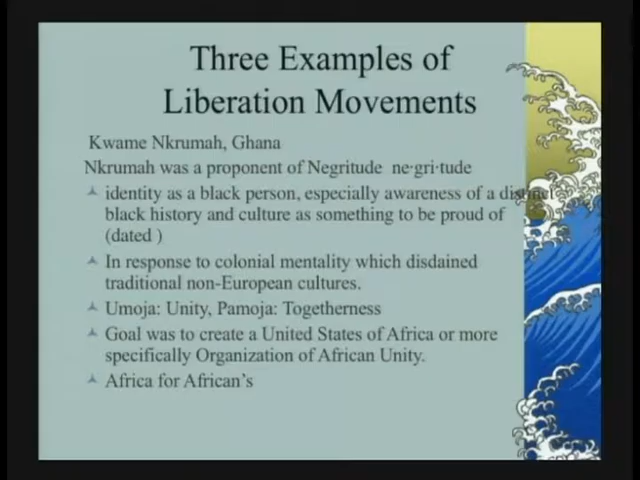 Three Examples of
Liberation Movements
Kwame Nkrumah, Ghana
Nkrumah was a proponent of Negritude ne·gri·tude
identity as a black person, especially awareness of a distinct
black history and culture as something to be proud of
(dated )
In response to colonial mentality which disdained
traditional non-European cultures.
Umoja: Unity, Pamoja: Togetherness
Goal was to create a United States of Africa or more
specifically Organization of African Unity.
Africa for African's